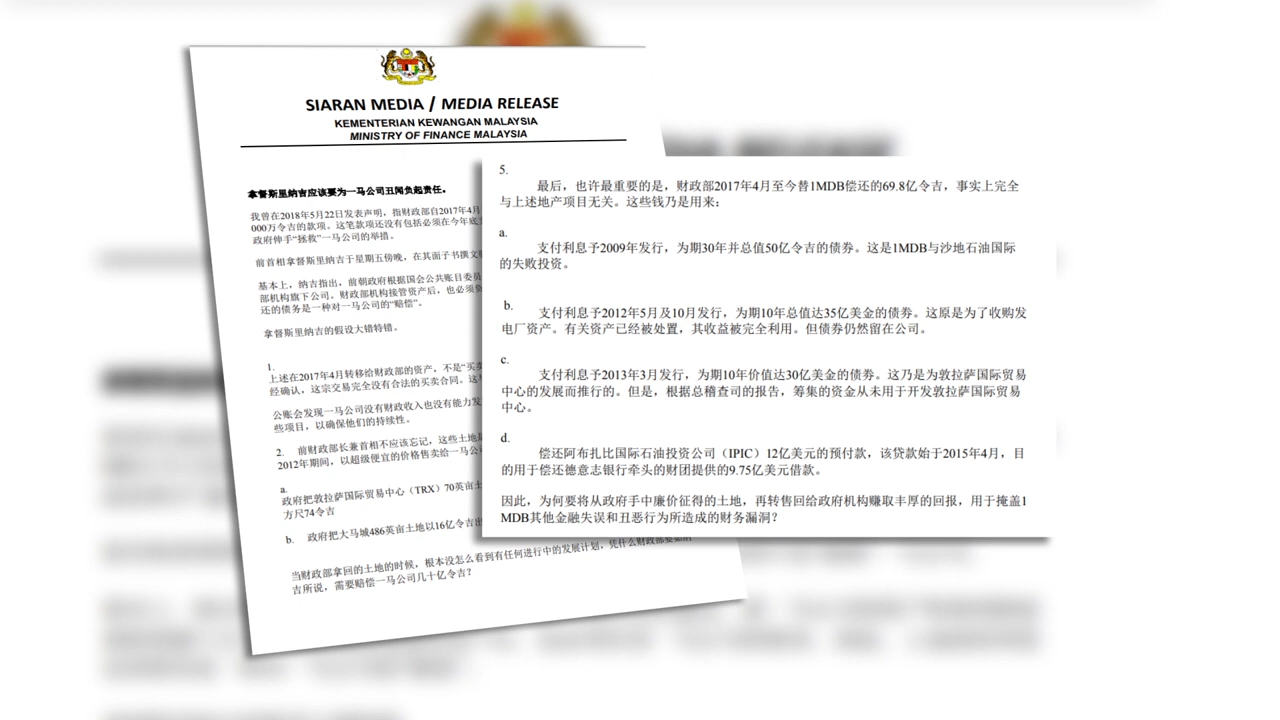 SIARAN MEDIA / MEDIA RELEASE
KEMENTERIAN KEWANGAN MALAYSIA
MINISTRY OF FINANCE MALAYSIA
拿督斯里纳吉应该要为一马公司丑闻负起责任。
我曾在2018年5月22日发表声明，指财政部自2017年4月
000万令吉的款项。这笔款项还没有包括必须在今年底
政府伸手“拯救”一马公司的举措。
前首相拿督斯里纳吉于星期五傍晚，在其面子书撰文
基本上，纳吉指出，前朝政府根据国会公共账目委员
部机构旗下公司。财政部机构接管资产后，也必须
还的债务是一种对一马公司的“赔偿”。
拿督斯里纳吉的假设大错特错。
1.
上述在2017年4月转移给财政部的资产，不是“买卖
经确认，这宗交易完全没有合法的买卖合同。这
公账会发现一马公司没有财政收入也没有能力发
些项目，以确保他们的持续性。
2. 前财政部长兼首相不应该忘记，这些土地是
2012年期间，以超级便宜的价格售卖给一马公司
a.
政府把敦拉萨国际贸易中心（TRX）70英亩土
方尺74令吉
b. 政府把大马城486英亩土地以16亿令吉
当财政部拿回的土地的时候，根本没怎么看到有任何进行中的发展计划，凭什么财政部要如
吉所说，需要赔偿一马公司几十亿令吉？
5.
最后，也许最重要的是，财政部2017年4月至今替1MDB偿还的69.8亿令吉，事实上完全
与上述地产项目无关。这些钱乃是用来：
a.
支付利息予2009年发行，为期30年并总值50亿令吉的债券。这是1MDB与沙地石油国际
的失败投资。
b. 支付利息予2012年5月及10月发行，为期10年总值达35亿美金的债券。这原是为了收购发
电厂资产。有关资产已经被处置，其收益被完全利用。但债券仍然留在公司。
c.
支付利息予2013年3月发行，为期10年价值达30亿美金的债券。这乃是为敦拉萨国际贸易
中心的发展而推行的。但是，根据总稽查司的报告，筹集的资金从未用于开发敦拉萨国际贸易
中心。
d.
偿还阿布扎比国际石油投资公司（IPIC）12亿美元的预付款，该贷款始于2015年4月，目
的用于偿还德意志银行牵头的财团提供的9.75亿美元借款。
因此，为何要将从政府手中廉价征得的土地，再转售回给政府机构赚取丰厚的回报，用于掩盖1
MDB其他金融失误和丑恶行为所造成的财务漏洞？